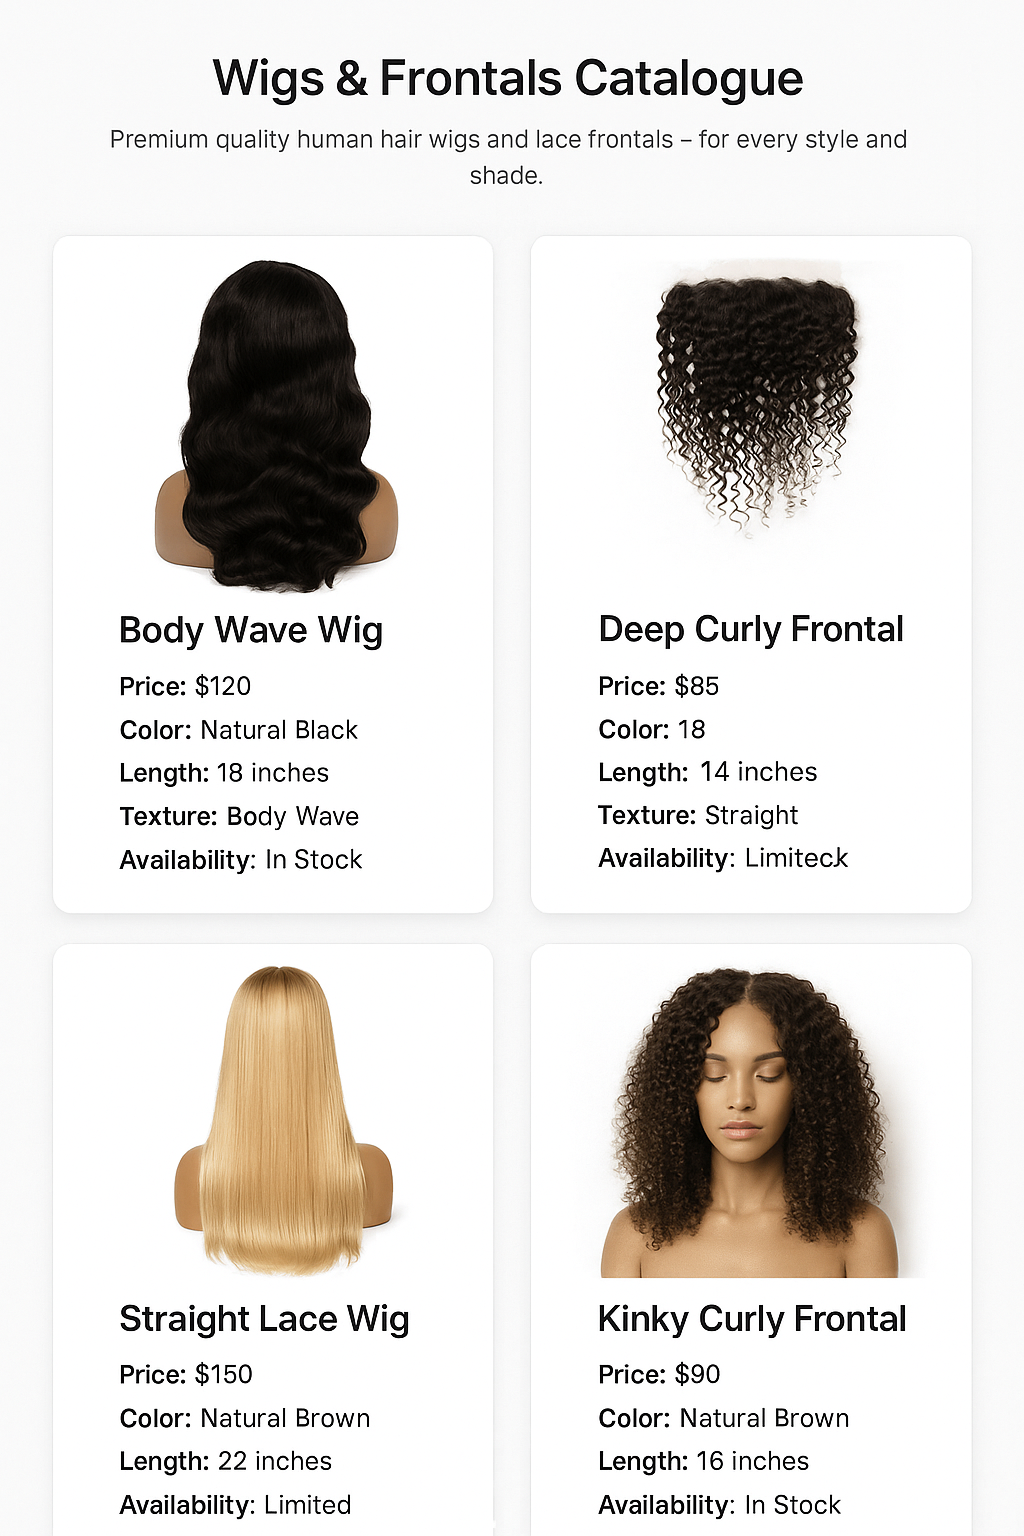 Wigs & Frontals Catalogue
Premium quality human hair wigs and lace frontals – for every style and
shade.
Body Wave Wig
Price: $120
Color: Natural Black
Length: 18 inches
Texture: Body Wave
Availability: In Stock
Deep Curly Frontal
Price: $85
Color: 18
Length: 14 inches
Texture: Straight
Availability: Limiteck
Straight Lace Wig
Price: $150
Color: Natural Brown
Length: 22 inches
Availability: Limited
Kinky Curly Frontal
Price: $90
Color: Natural Brown
Length: 16 inches
Availability: In Stock